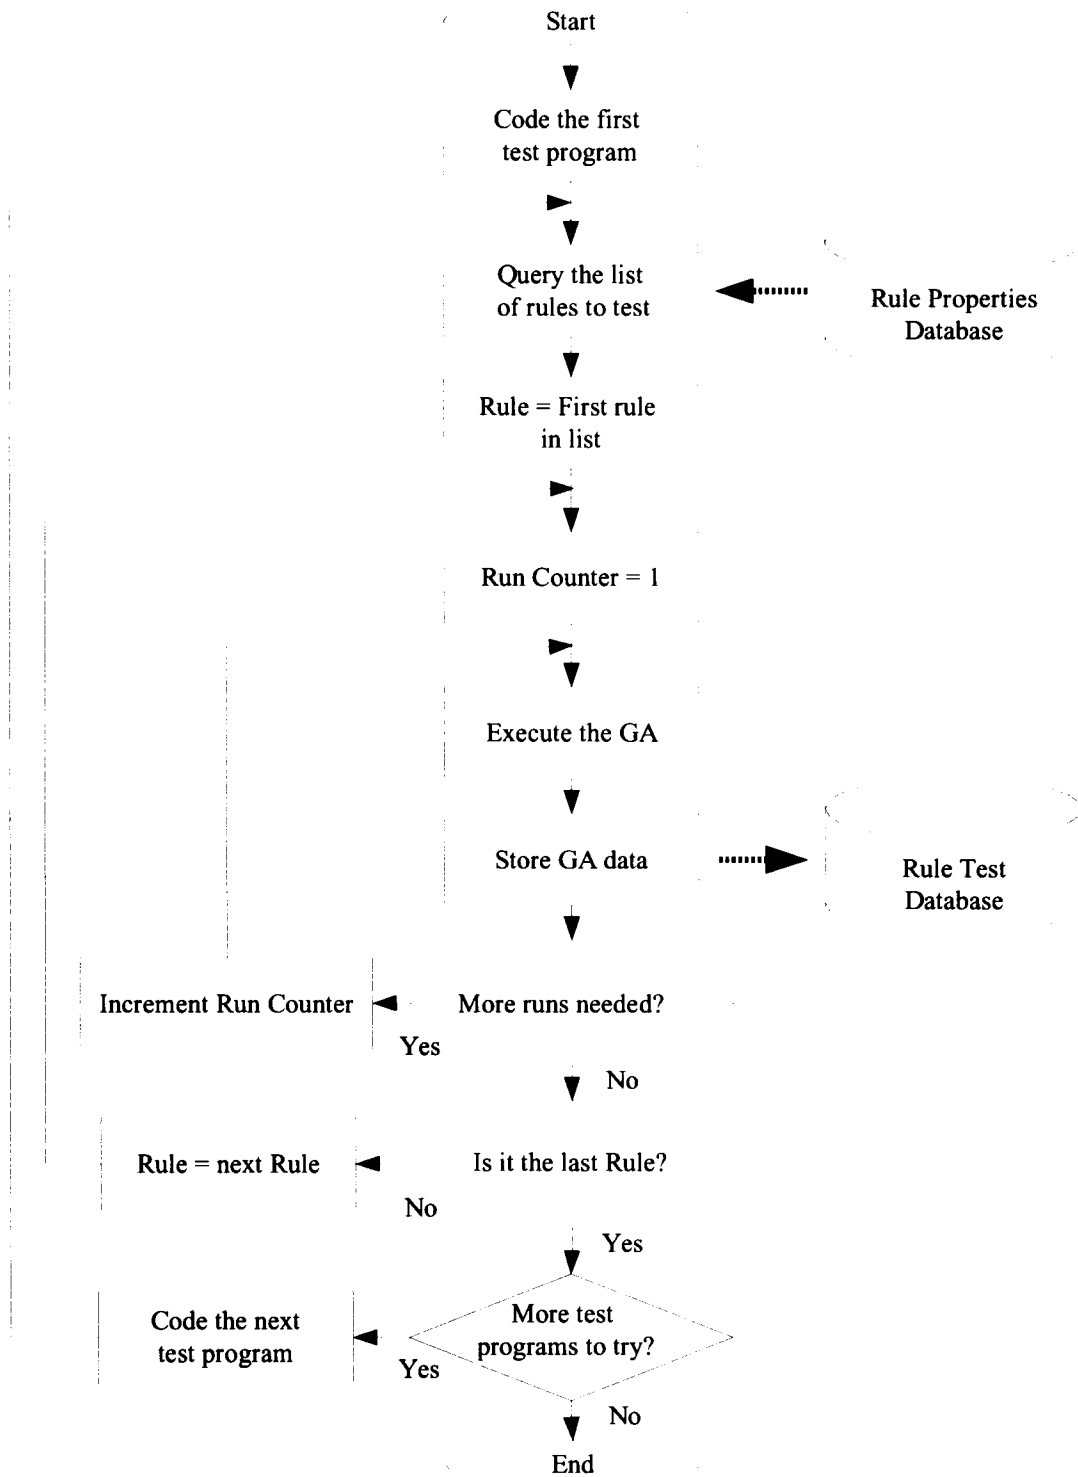 Start
Code the first
test program
Query the list
of rules to test
Rule Properties
Database
Rule = First rule
in list
Run Counter = 1
Execute the GA
Store GA data
Rule Test
Database
Increment Run Counter
More runs needed?
Yes
No
Rule = next Rule
Is it the last Rule?
No
Yes
Code the next
test program
More test
programs to try?
Yes
No
End